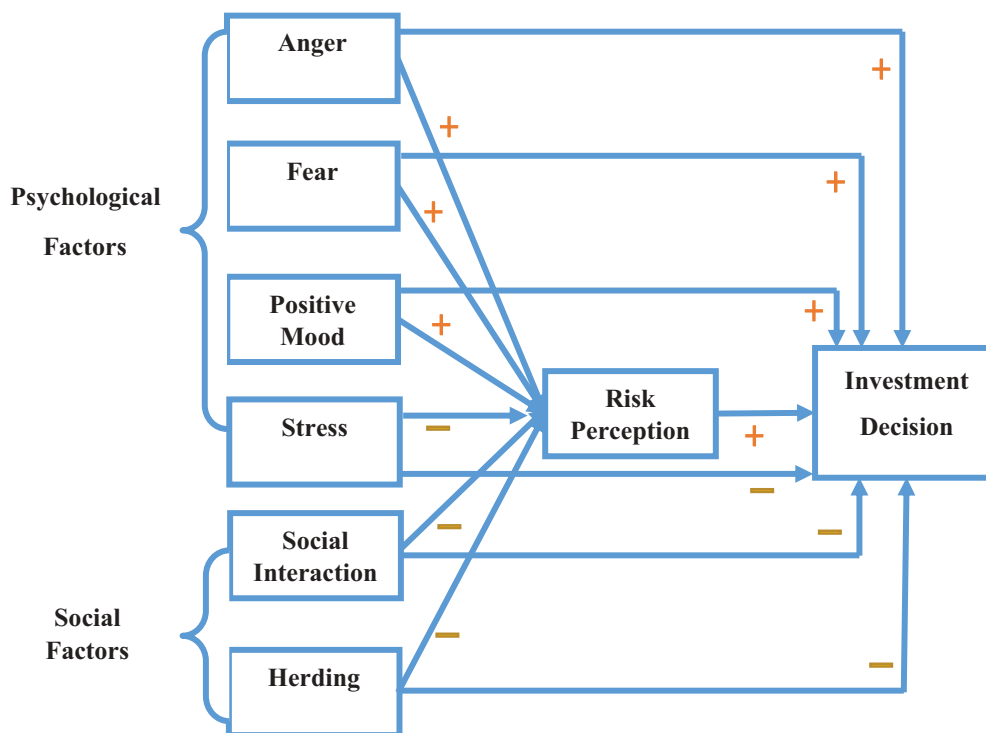 Anger
+
+
Fear
+
+
Psychological
Factors
Positive
Mood
+
+
Stress
−
Risk
Perception
+
Investment
Decision
−
Social
Interaction
−
−
Social
Factors
Herding
−
−